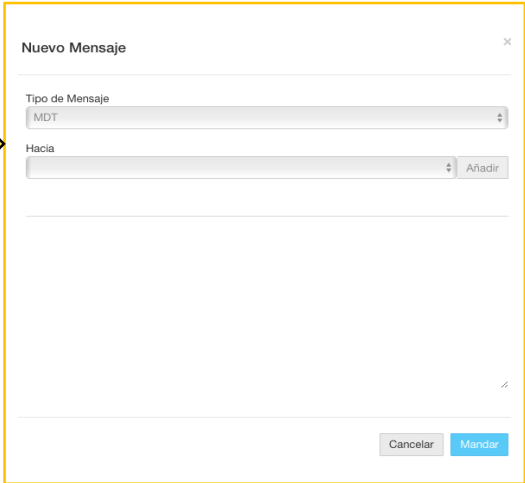 Nuevo Mensaje
×
Tipo de Mensaje
MDT
Hacia
Añadir
Cancelar Mandar